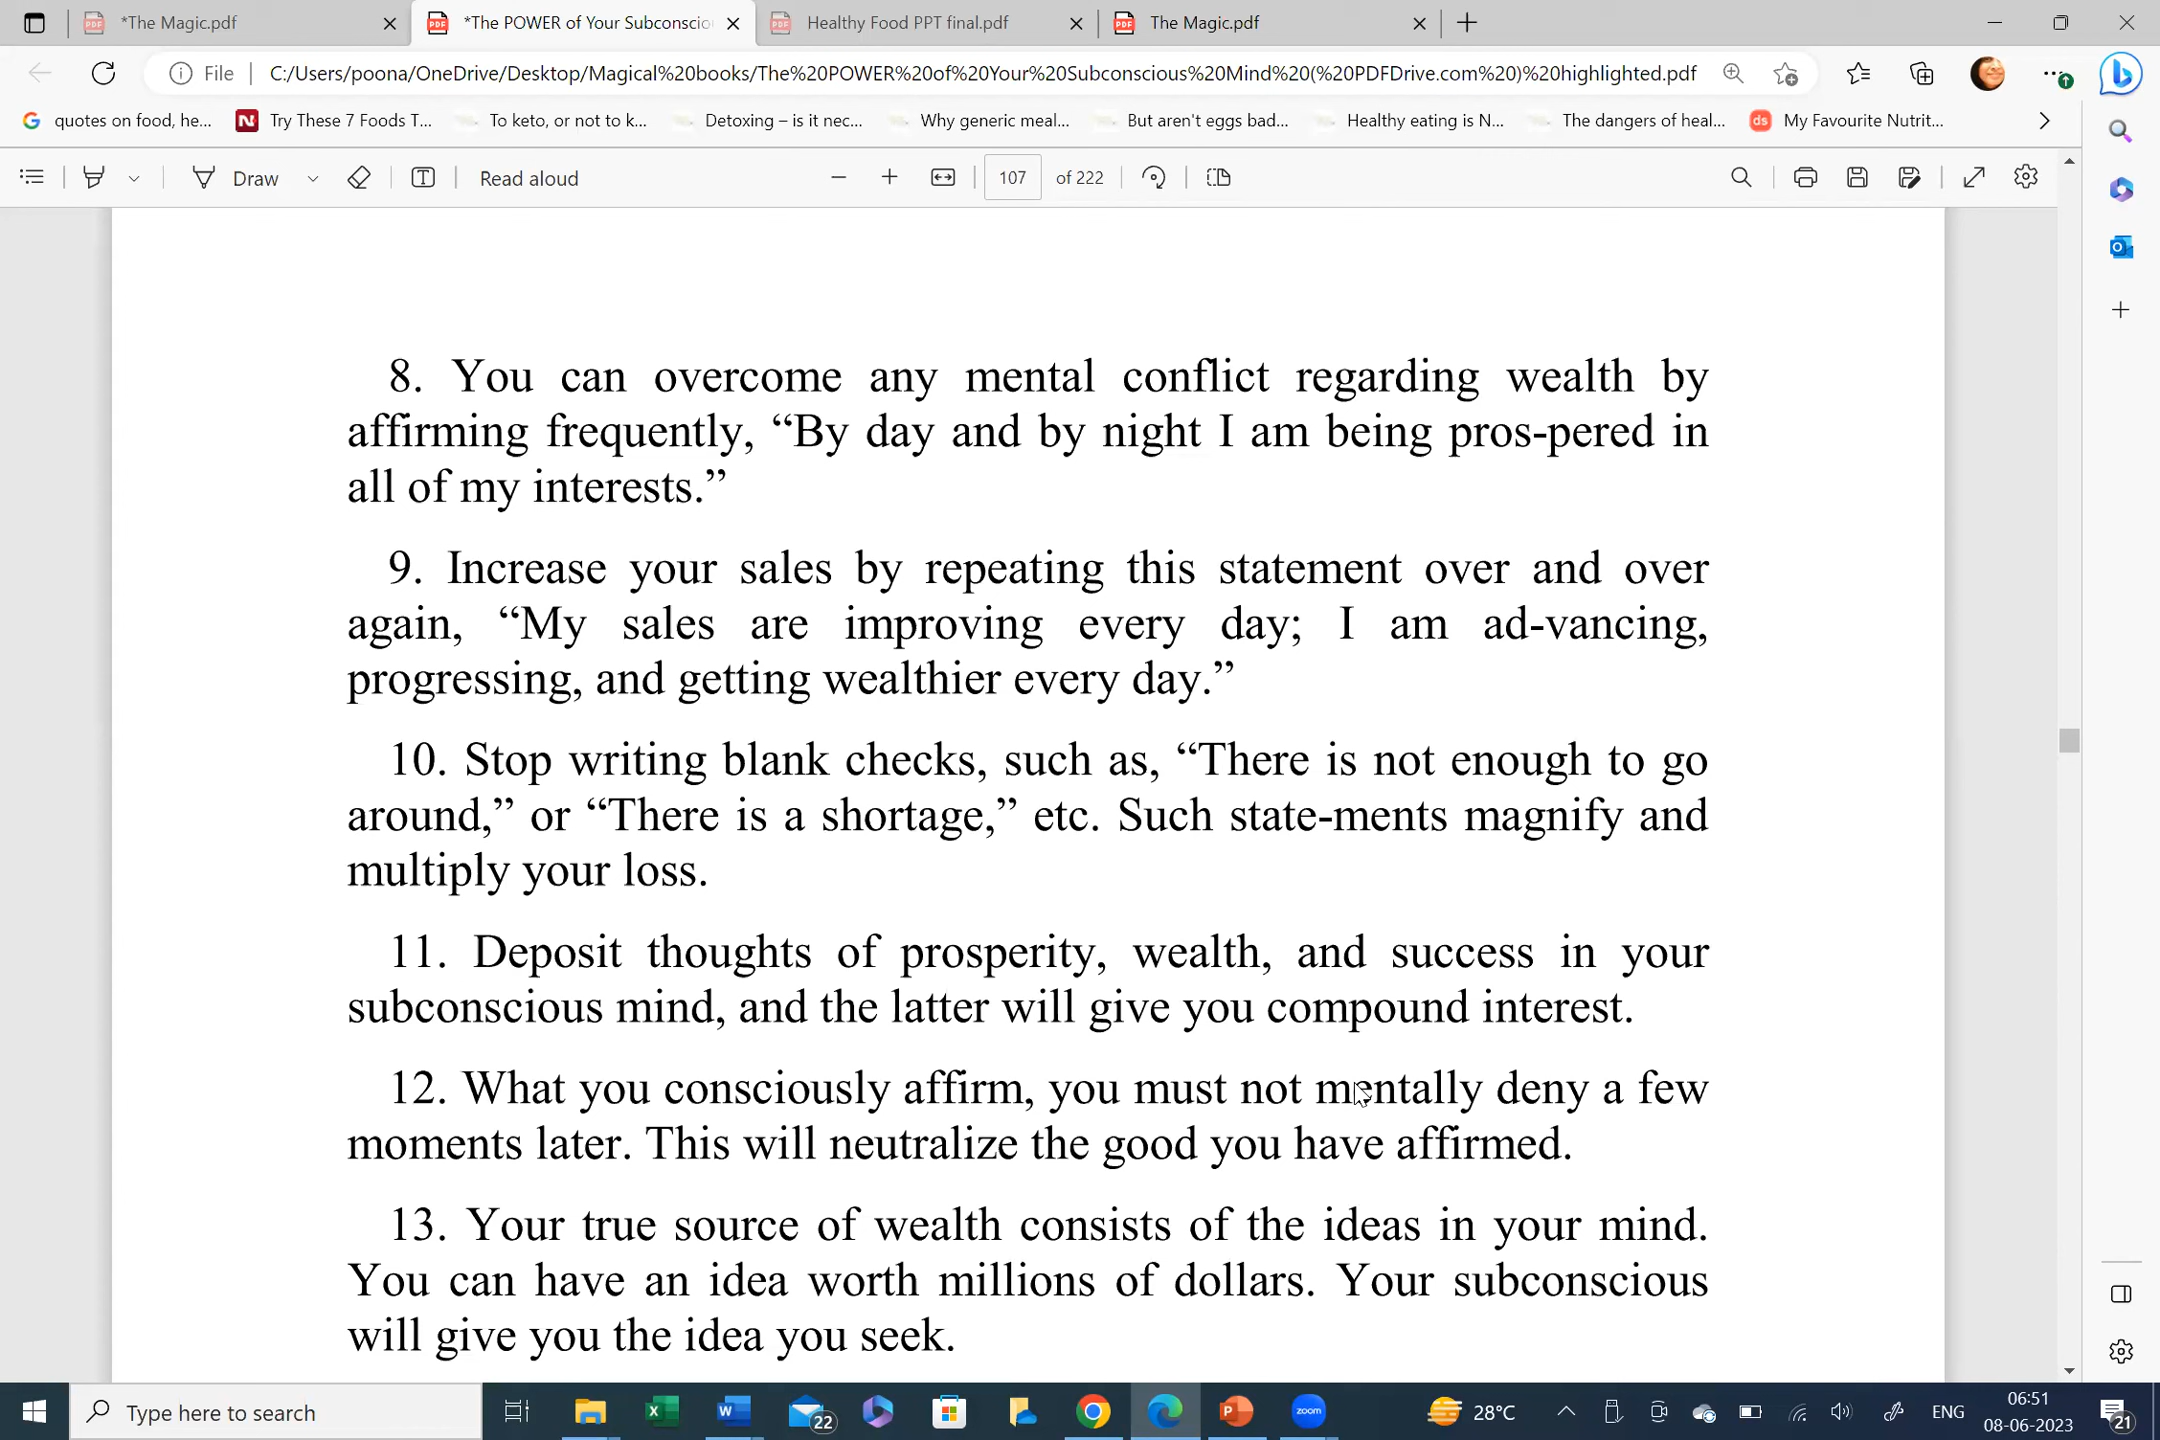 *The Magic.pdf
*The POWER of Your Subconscio
Healthy Food PPT final.pdf
The Magic.pdf
File
C:/Users/poona/OneDrive/Desktop/Magical%20books/The%20POWER%20of%20Your%20Subconscious%20Mind%20(%20PDFDrive.com%20)%20highlighted.pdf
quotes on food, he...
Try These 7 Foods T...
To keto, or not to k...
Detoxing – is it nec...
Why generic meal...
But aren't eggs bad...
Healthy eating is N...
The dangers of heal...
My Favourite Nutrit...
Draw
Read aloud
107 of 222
8. You can overcome any mental conflict regarding wealth by
affirming frequently, “By day and by night I am being pros-pered in
all of my interests.”
9. Increase your sales by repeating this statement over and over
again, “My sales are improving every day; I am ad-vancing,
progressing, and getting wealthier every day.”
10. Stop writing blank checks, such as, “There is not enough to go
around,” or “There is a shortage,” etc. Such state-ments magnify and
multiply your loss.
11. Deposit thoughts of prosperity, wealth, and success in your
subconscious mind, and the latter will give you compound interest.
12. What you consciously affirm, you must not mentally deny a few
moments later. This will neutralize the good you have affirmed.
13. Your true source of wealth consists of the ideas in your mind.
You can have an idea worth millions of dollars. Your subconscious
will give you the idea you seek.
Type here to search
22
zoom
28°C
ENG
06:51
08-06-2023
21